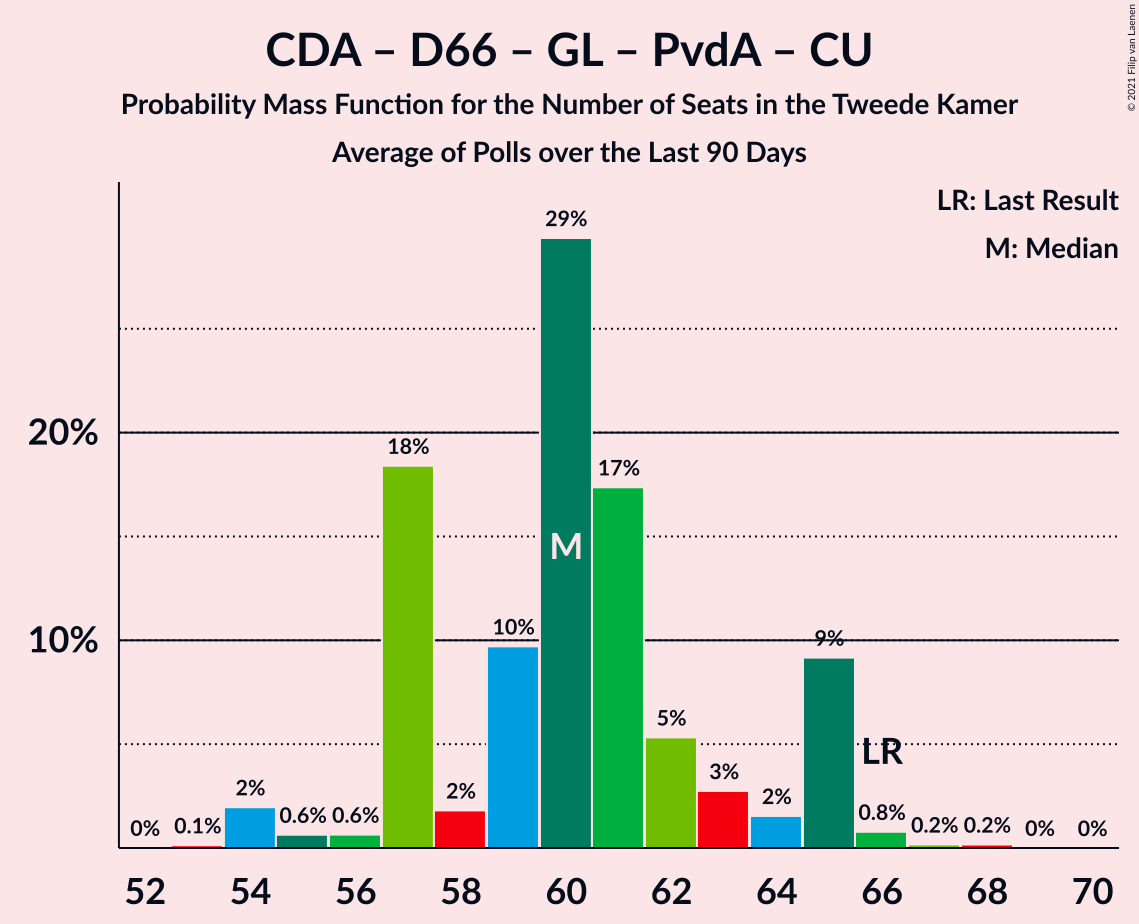 CDA – D66 – GL – PvdA – CU
Probability Mass Function for the Number of Seats in the Tweede Kamer
Average of Polls over the Last 90 Days
© 2021 Filip van Laenen
LR: Last Result
M: Median
20%
10%
0%
0.1%
2%
0.6%
0.6%
18%
2%
10%
29%
17%
5%
3%
2%
9%
0.8%
0.2%
0.2%
0%
0%
M
LR
52 54 56 58 60 62 64 66 68 70